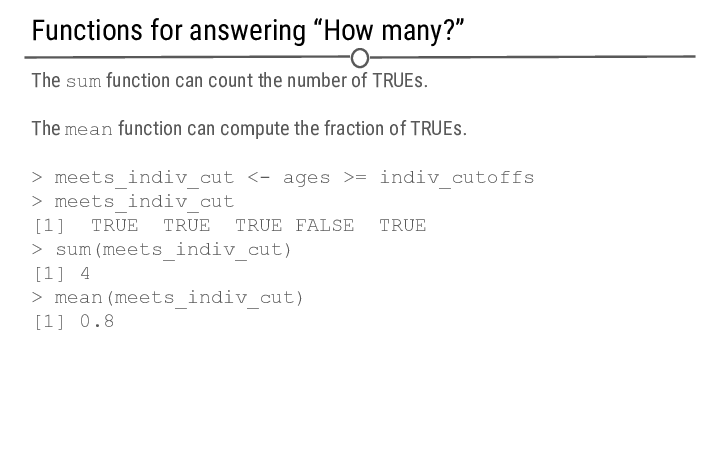 Functions for answering “How many?”
The sum function can count the number of TRUEs.
The mean function can compute the fraction of TRUEs.
> meets_indiv_cut <- ages >= indiv_cutoffs
> meets_indiv_cut
[1]  TRUE  TRUE  TRUE FALSE  TRUE
> sum(meets_indiv_cut)
[1] 4
> mean(meets_indiv_cut)
[1] 0.8